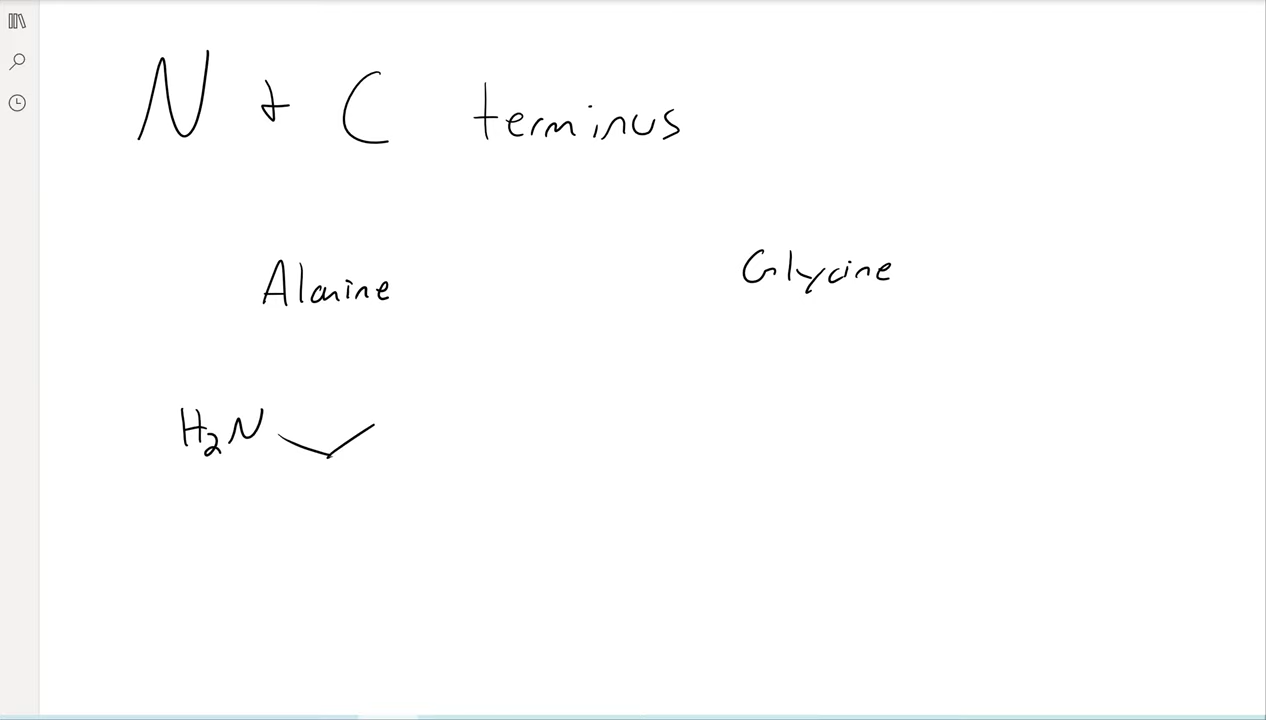 N + C terminus
Alanine
Glycine
H₂N